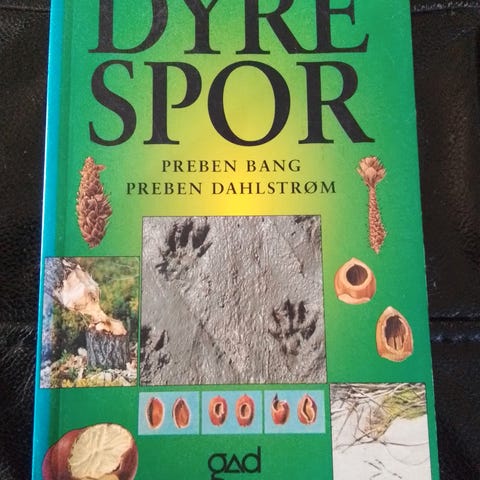 DYRE
SPOR
PREBEN BANG
PREBEN DAHLSTRØM
gad